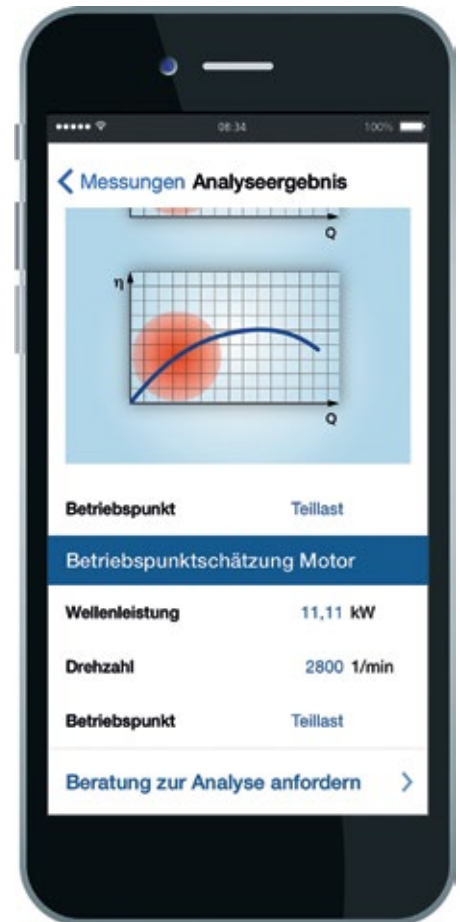 08:34 100%
Messungen Analyseergebnis
Q
η
Q
Betriebspunkt Teillast
Betriebspunktschätzung Motor
Wellenleistung 11,11 kW
Drehzahl 2800 1/min
Betriebspunkt Teillast
Beratung zur Analyse anfordern